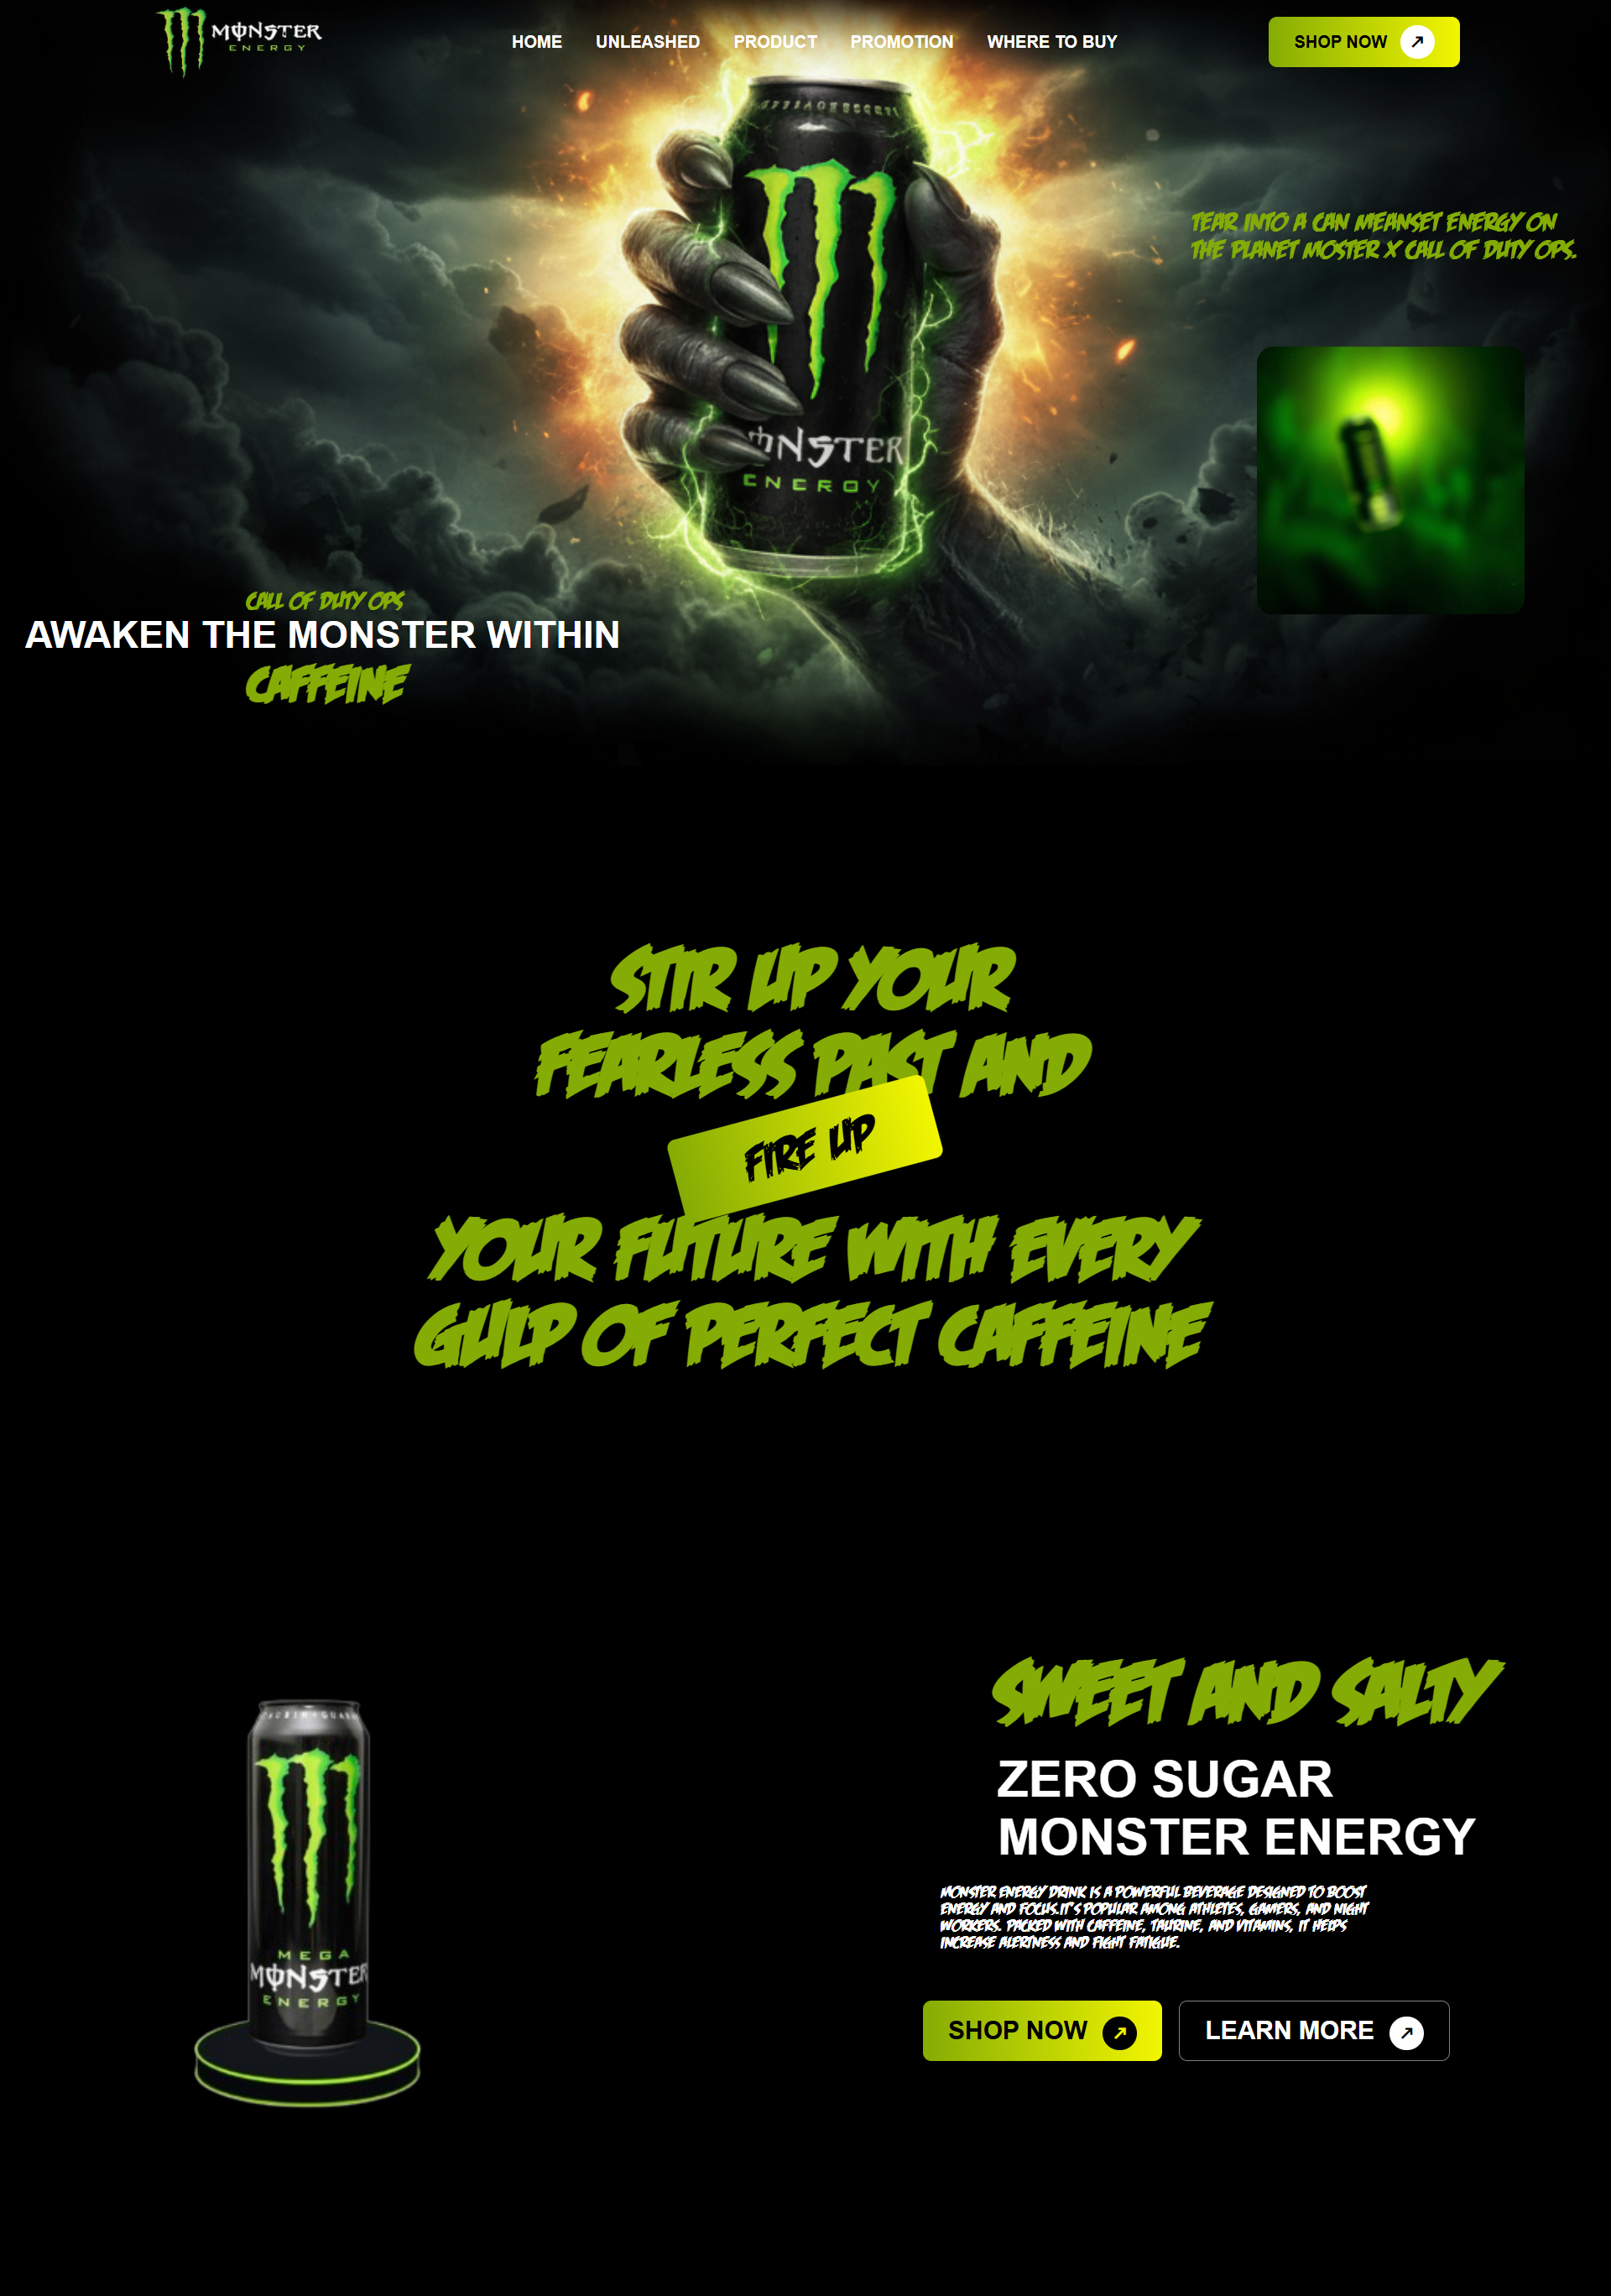 MONSTER
ENERGY
HOME UNLEASHED PRODUCT PROMOTION WHERE TO BUY
SHOP NOW
TEAR INTO A CAN MEANSET ENERGY ON
THE PLANET MOSTER X CALL OF DUTY OPS.
ONSTER
ENERGY
CALL OF DUTY OPS
AWAKEN THE MONSTER WITHIN
CAFFEINE
STIR UP YOUR
FEARLESS PAST AND
FIRE UP
YOUR FUTURE WITH EVERY
GULP OF PERFECT CAFFEINE
SWEET AND SALTY
ZERO SUGAR
MONSTER ENERGY
MONSTER ENERGY DRINK IS A POWERFUL BEVERAGE DESIGNED TO BOOST
ENERGY AND FOCUS.IT'S POPULAR AMONG ATHLETES, GAMERS, AND NIGHT
WORKERS. PACKED WITH CAFFEINE, TAURINE, AND VITAMINS, IT HELPS
INCREASE ALERTNESS AND FIGHT FATIGUE.
MEGA
MONSTER
ENERGY
SHOP NOW
LEARN MORE